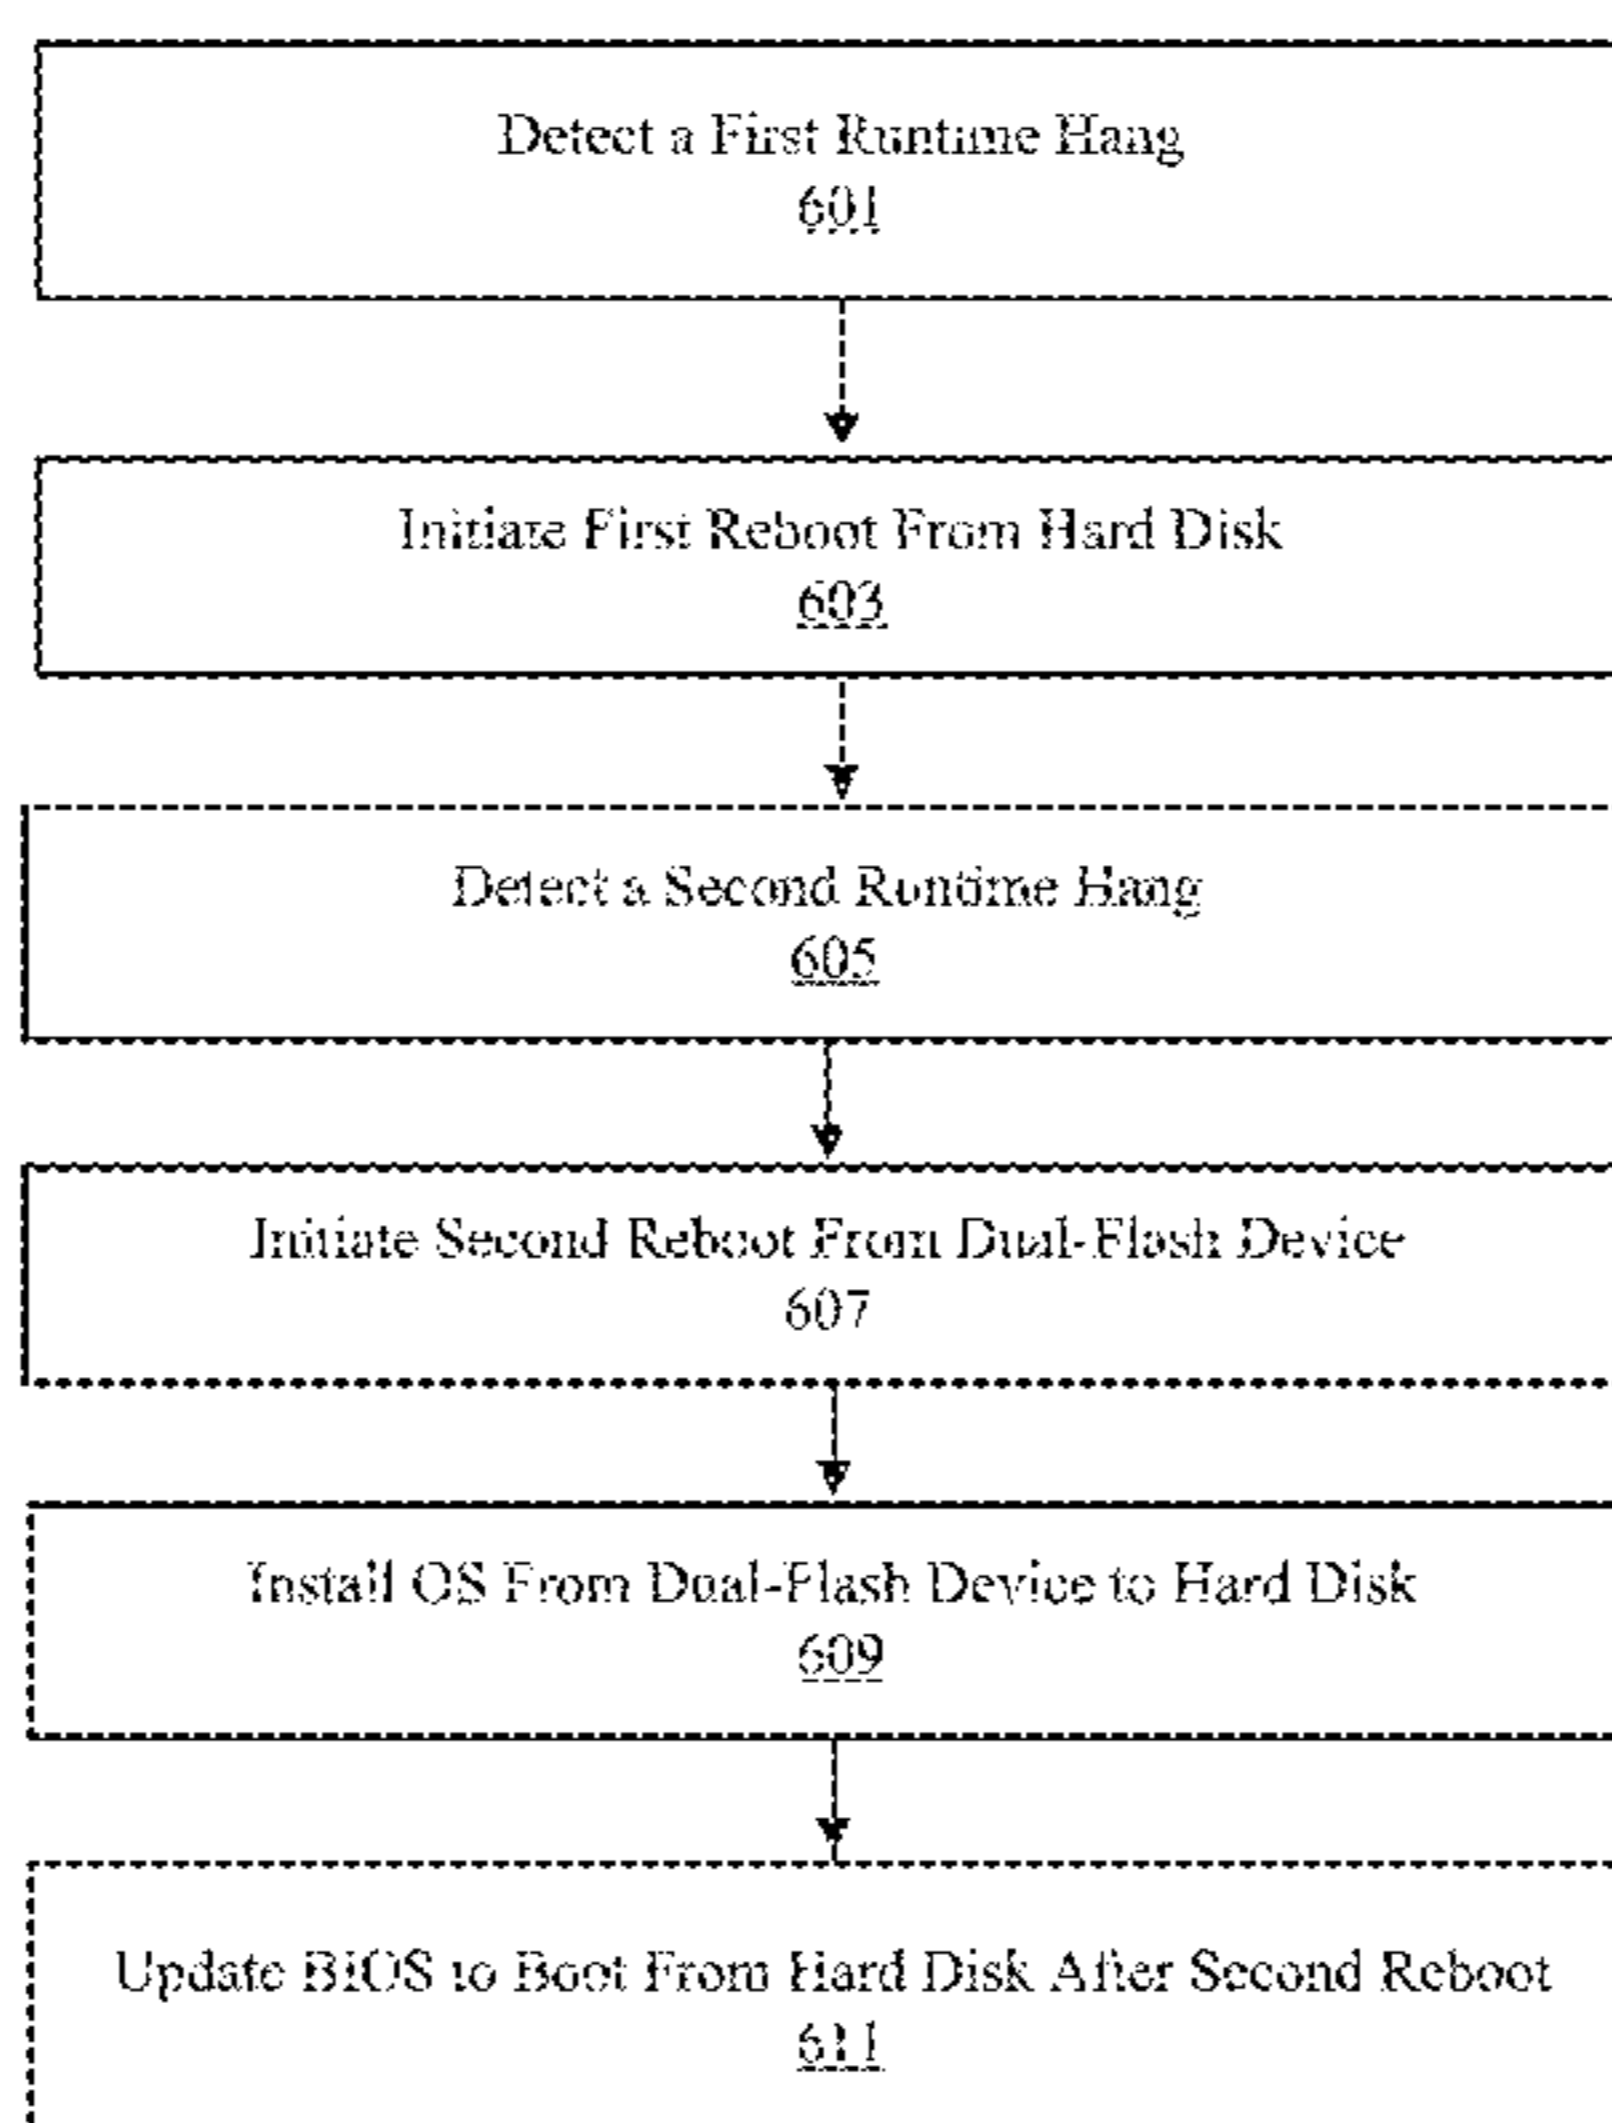 Detect a First Runtime Hang
601
Initiate First Reboot From Hard Disk
603
Detect a Second Runtime Hang
605
Initiate Second Reboot From Dual-Flash Device
607
Install OS From Dual-Flash Device to Hard Disk
609
Update BIOS to Boot From Hard Disk After Second Reboot
611